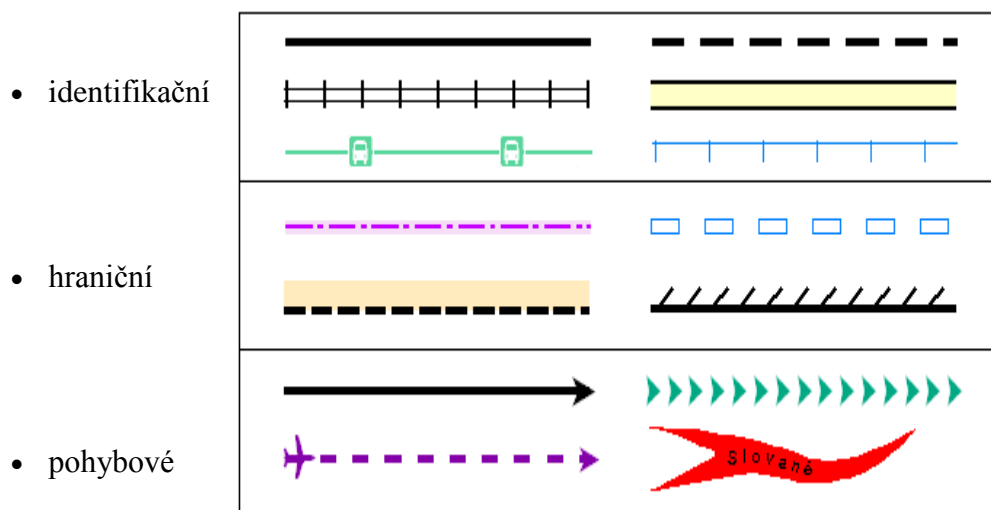 • identifikační
• hraniční
• pohybové
Slované